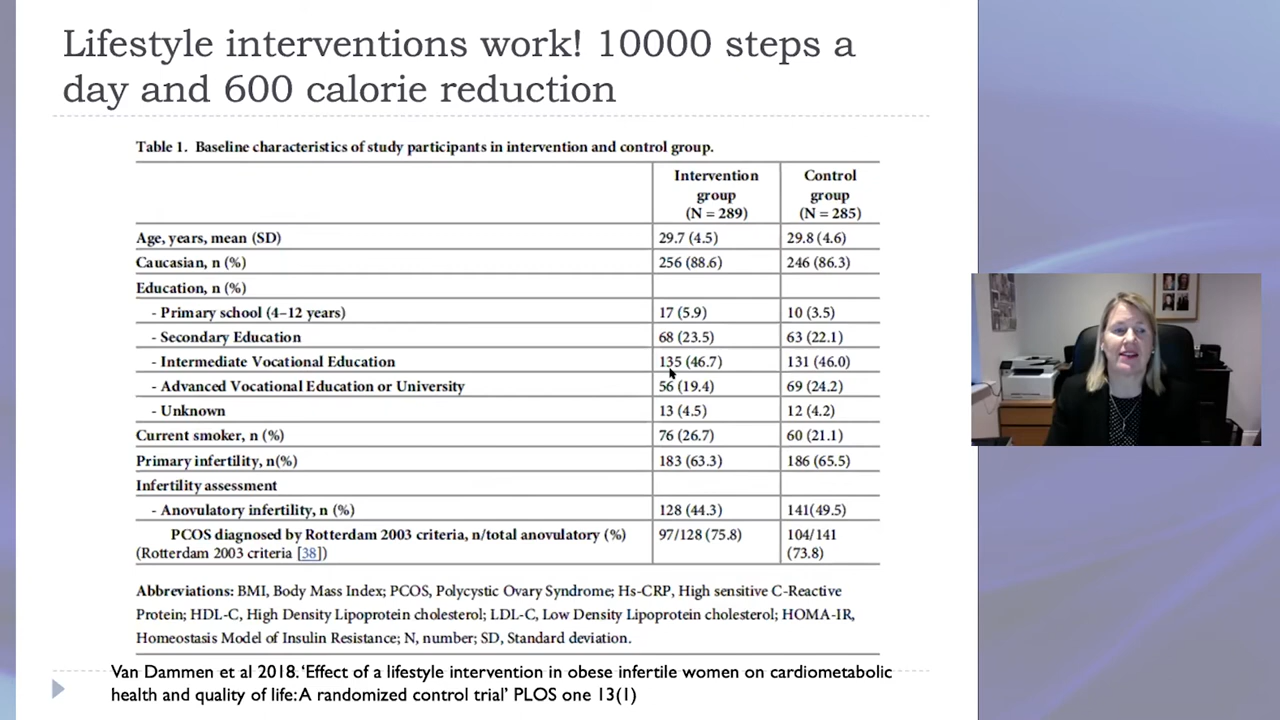 Lifestyle interventions work! 10000 steps a
day and 600 calorie reduction
Table 1. Baseline characteristics of study participants in intervention and control group.
Intervention group (N = 289) Control group (N = 285)
Age, years, mean (SD) 29.7 (4.5) 29.8 (4.6)
Caucasian, n (%) 256 (88.6) 246 (86.3)
Education, n (%)
- Primary school (4–12 years) 17 (5.9) 10 (3.5)
- Secondary Education 68 (23.5) 63 (22.1)
- Intermediate Vocational Education 135 (46.7) 131 (46.0)
- Advanced Vocational Education or University 56 (19.4) 69 (24.2)
- Unknown 13 (4.5) 12 (4.2)
Current smoker, n (%) 76 (26.7) 60 (21.1)
Primary infertility, n(%) 183 (63.3) 186 (65.5)
Infertility assessment
- Anovulatory infertility, n (%) 128 (44.3) 141(49.5)
PCOS diagnosed by Rotterdam 2003 criteria, n/total anovulatory (%) 97/128 (75.8) 104/141
(Rotterdam 2003 criteria [38]) (73.8)
Abbreviations: BMI, Body Mass Index; PCOS, Polycystic Ovary Syndrome; Hs-CRP, High sensitive C-Reactive
Protein; HDL-C, High Density Lipoprotein cholesterol; LDL-C, Low Density Lipoprotein cholesterol; HOMA-IR,
Homeostasis Model of Insulin Resistance; N, number; SD, Standard deviation.
Van Dammen et al 2018. ‘Effect of a lifestyle intervention in obese infertile women on cardiometabolic
health and quality of life: A randomized control trial’ PLOS one 13(1)